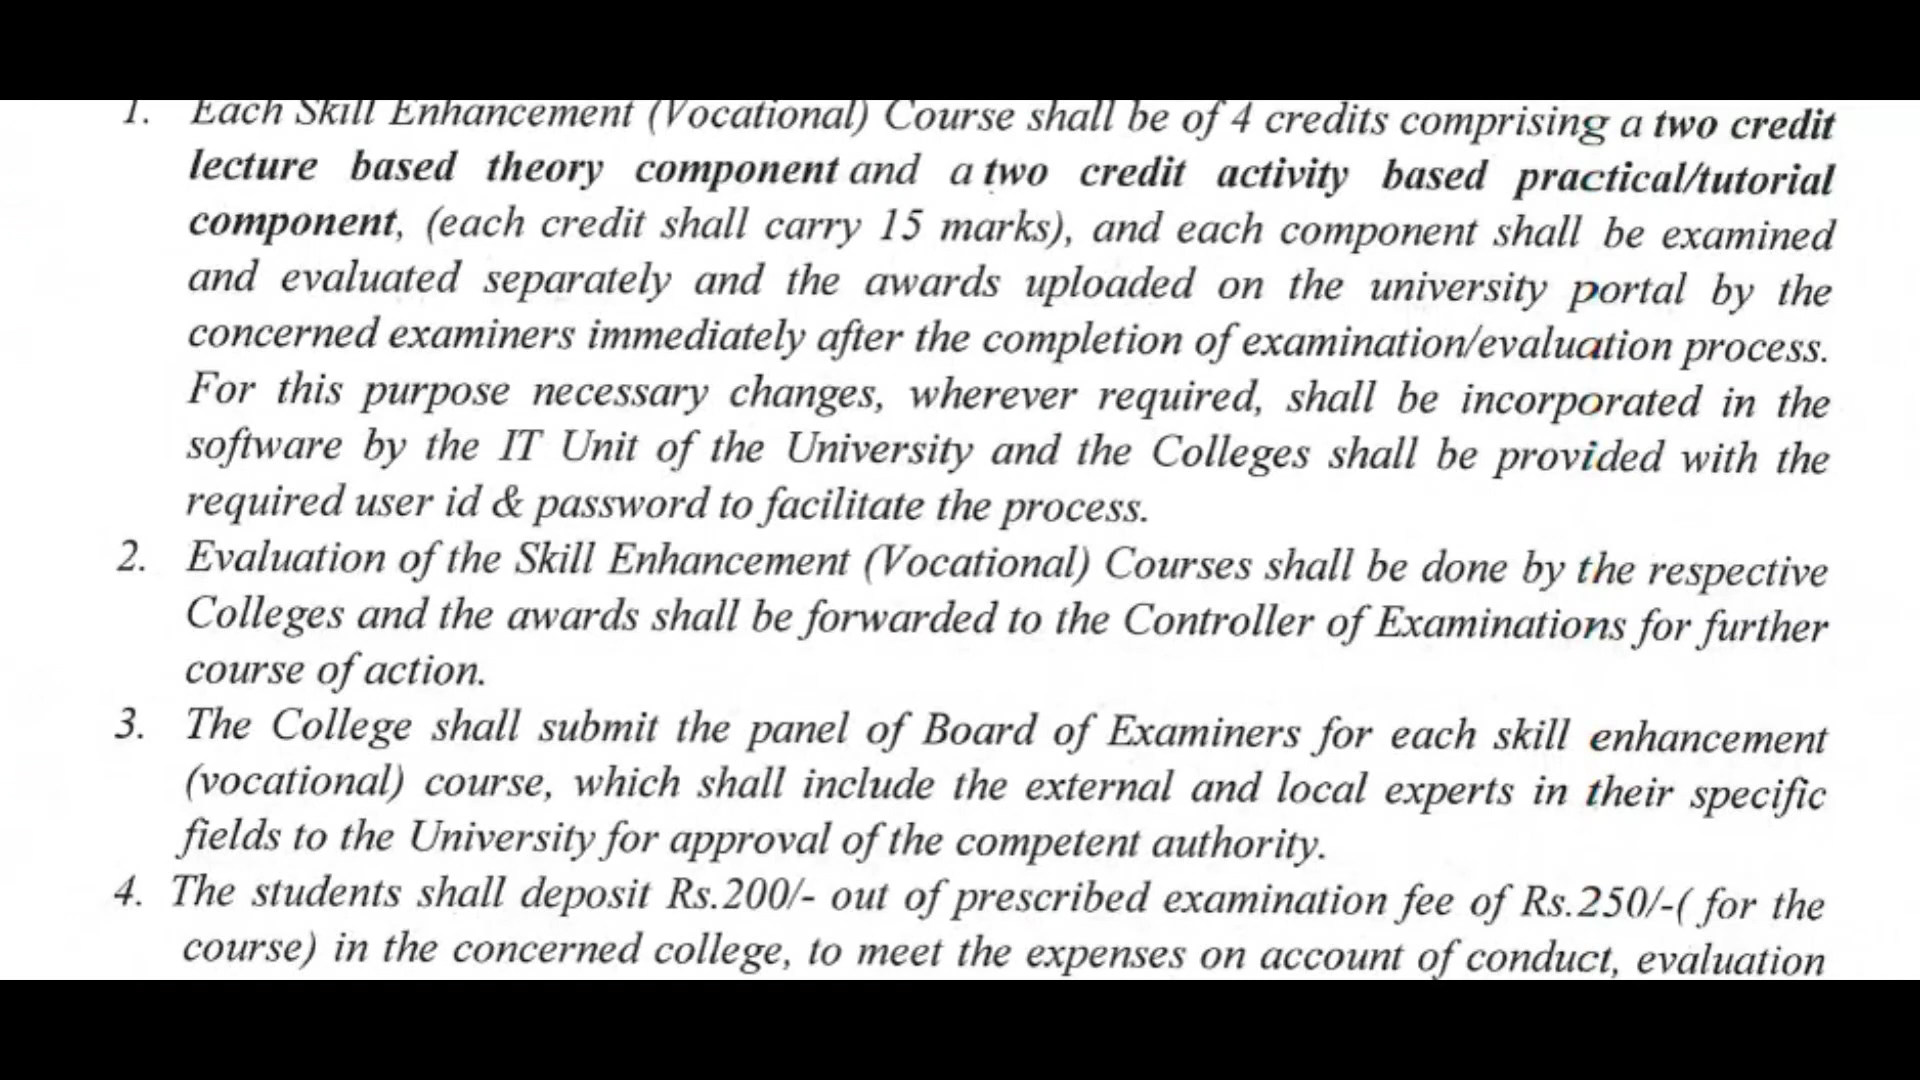 1. Each Skill Enhancement (Vocational) Course shall be of 4 credits comprising a two credit
lecture based theory component and a two credit activity based practical/tutorial
component, (each credit shall carry 15 marks), and each component shall be examined
and evaluated separately and the awards uploaded on the university portal by the
concerned examiners immediately after the completion of examination/evaluation process.
For this purpose necessary changes, wherever required, shall be incorporated in the
software by the IT Unit of the University and the Colleges shall be provided with the
required user id & password to facilitate the process.
2. Evaluation of the Skill Enhancement (Vocational) Courses shall be done by the respective
Colleges and the awards shall be forwarded to the Controller of Examinations for further
course of action.
3. The College shall submit the panel of Board of Examiners for each skill enhancement
(vocational) course, which shall include the external and local experts in their specific
fields to the University for approval of the competent authority.
4. The students shall deposit Rs.200/- out of prescribed examination fee of Rs.250/-( for the
course) in the concerned college, to meet the expenses on account of conduct, evaluation